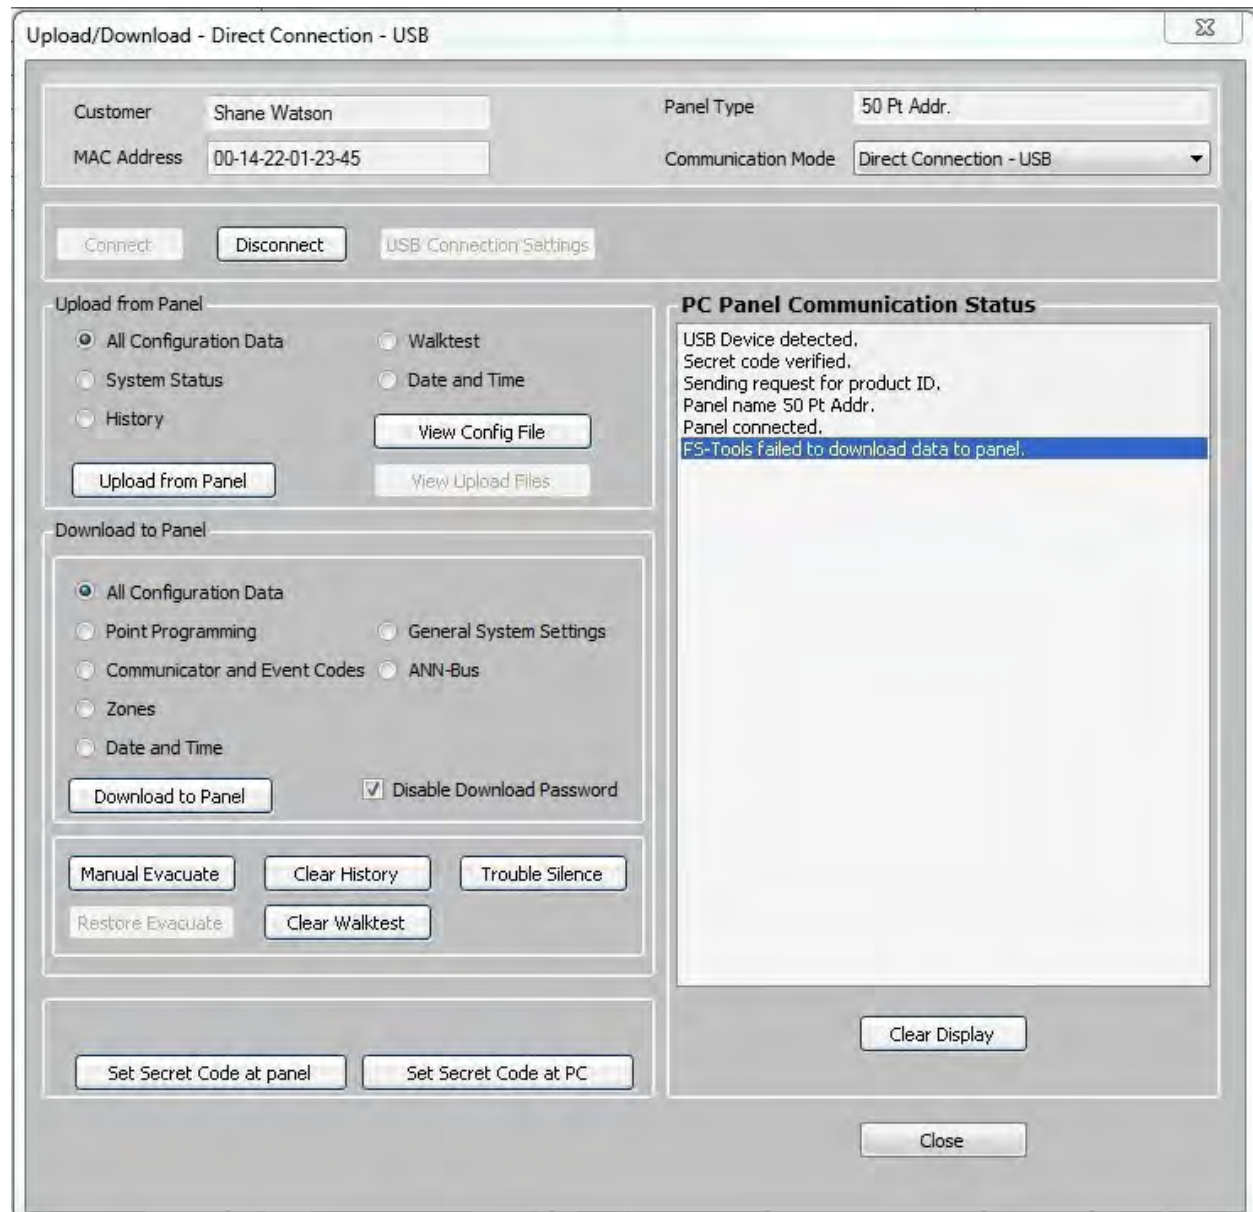 Upload/Download - Direct Connection - USB
Customer
Shane Watson
Panel Type
50 Pt Addr.
MAC Address
00-14-22-01-23-45
Communication Mode
Direct Connection - USB
Connect
Disconnect
USB Connection Settings
Upload from Panel
All Configuration Data
Walktest
System Status
Date and Time
History
View Config File
Upload from Panel
View Upload Files
Download to Panel
All Configuration Data
Point Programming
General System Settings
Communicator and Event Codes
ANN-Bus
Zones
Date and Time
Download to Panel
Disable Download Password
Manual Evacuate
Clear History
Trouble Silence
Restore Evacuate
Clear Walktest
Set Secret Code at panel
Set Secret Code at PC
PC Panel Communication Status
USB Device detected.
Secret code verified.
Sending request for product ID.
Panel name 50 Pt Addr.
Panel connected.
FS-Tools failed to download data to panel.
Clear Display
Close